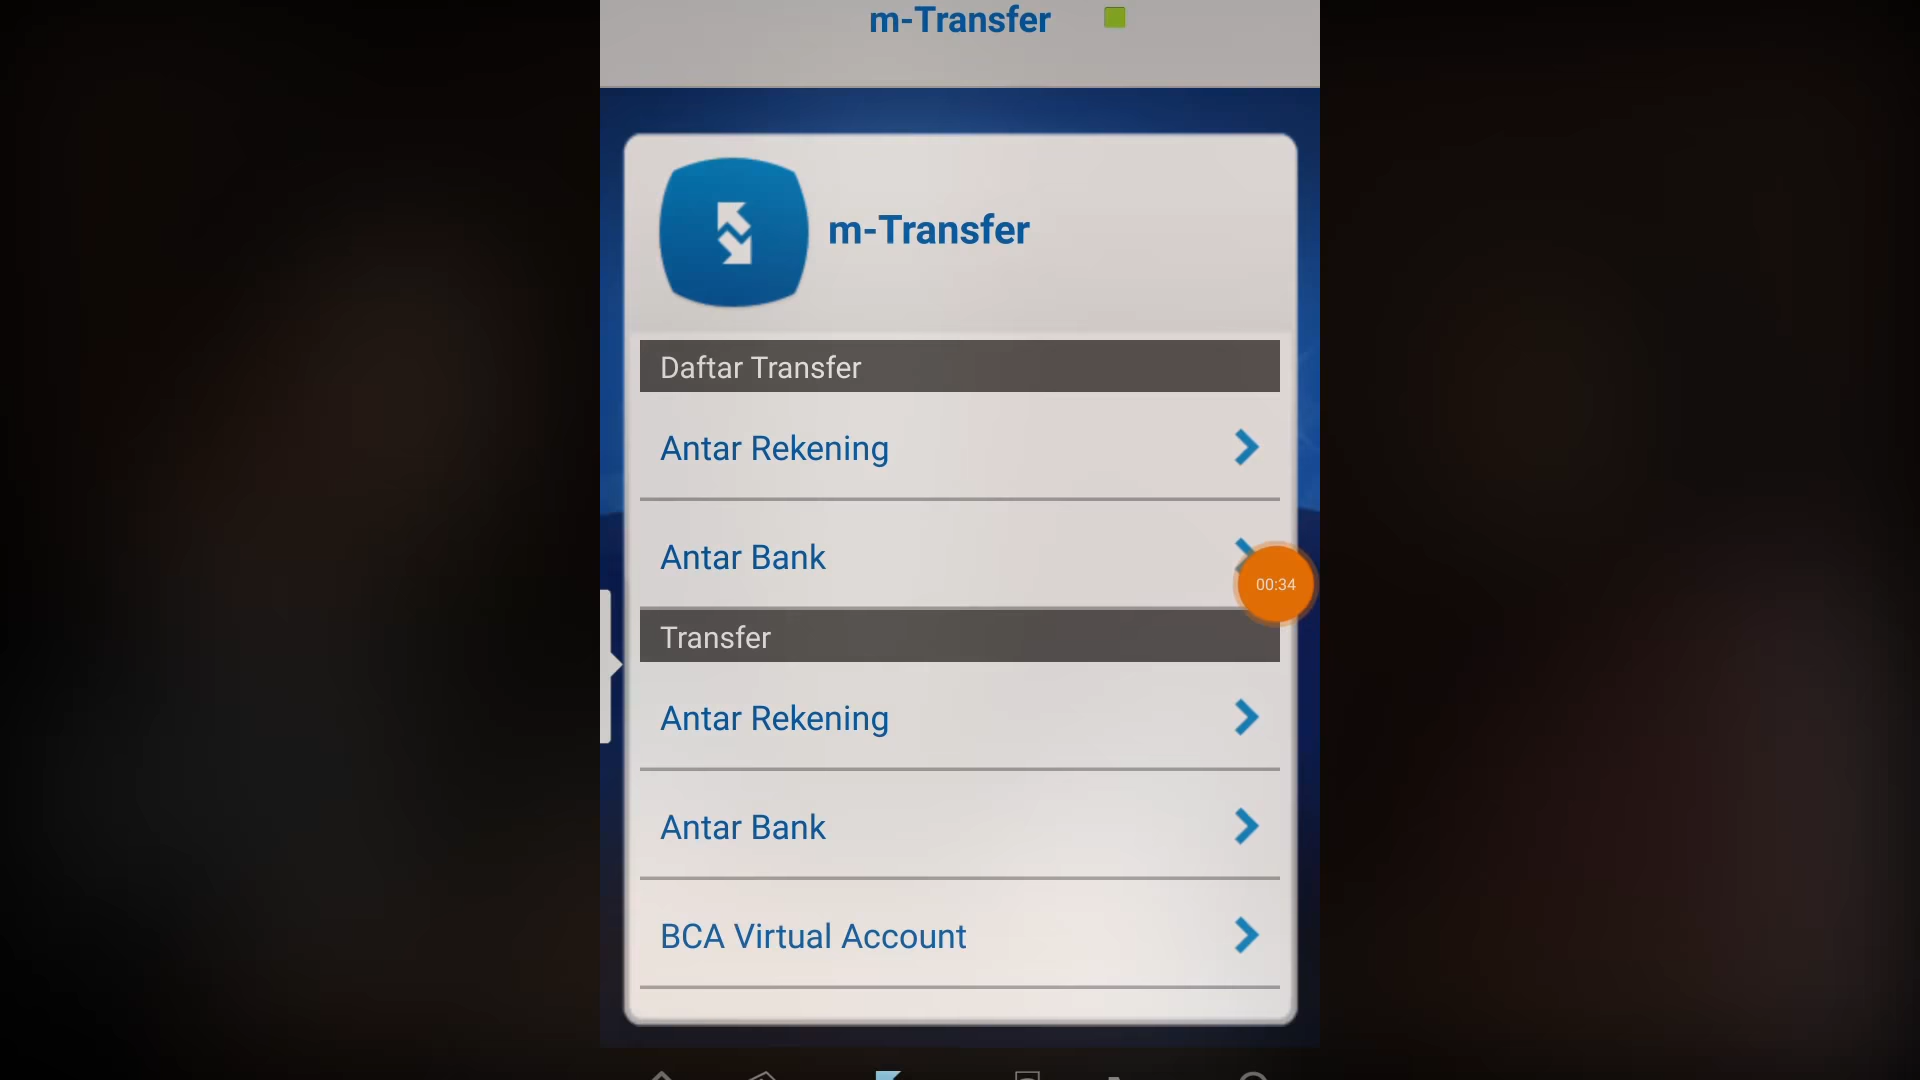 m-Transfer
m-Transfer
Daftar Transfer
Antar Rekening
Antar Bank
00:34
Transfer
Antar Rekening
Antar Bank
BCA Virtual Account